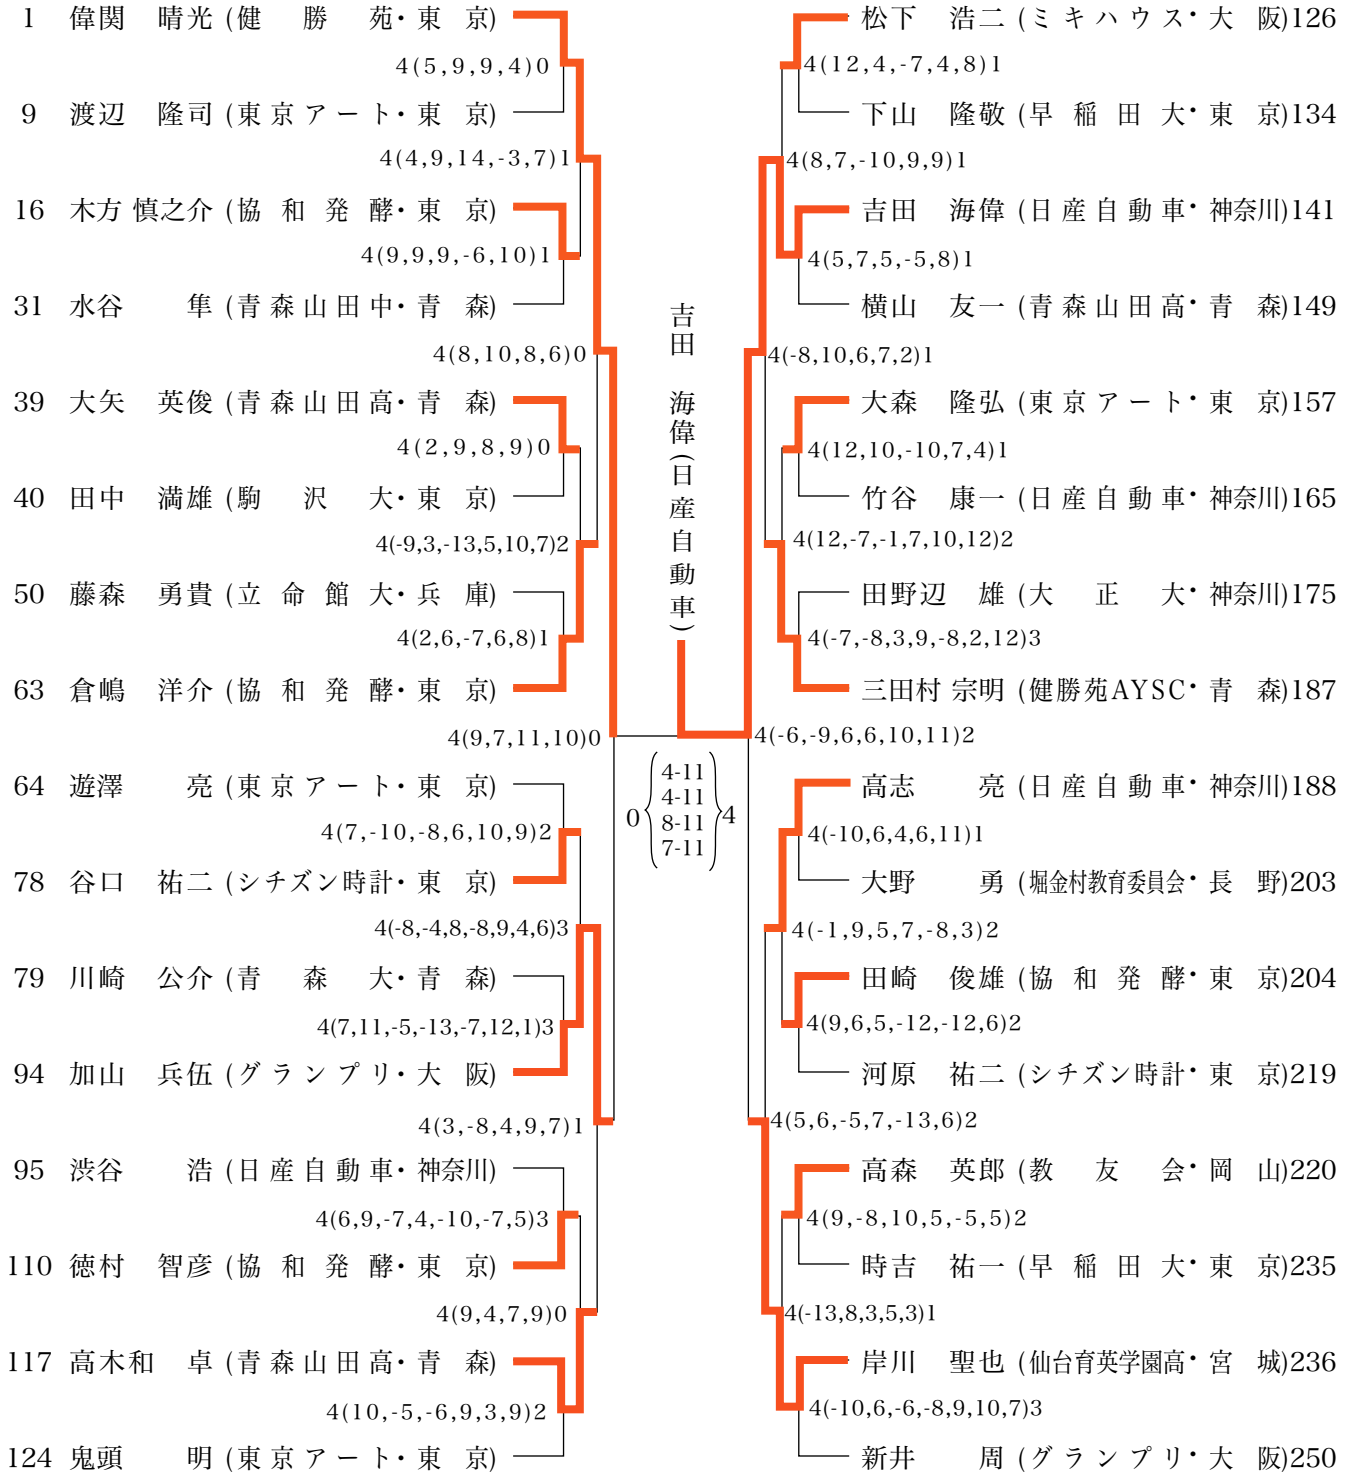 1 偉関 晴光 (健勝苑・東京)
4(5,9,9,4)0
9 渡辺 隆司 (東京アート・東京)
4(4,9,14,-3,7)1
16 木方 慎之介 (協和発酵・東京)
4(9,9,9,-6,10)1
31 水谷 隼 (青森山田中・青森)
4(8,10,8,6)0
39 大矢 英俊 (青森山田高・青森)
4(2,9,8,9)0
40 田中 満雄 (駒沢大・東京)
4(-9,3,-13,5,10,7)2
50 藤森 勇貴 (立命館大・兵庫)
4(2,6,-7,6,8)1
63 倉嶋 洋介 (協和発酵・東京)
4(9,7,11,10)0
64 遊澤 亮 (東京アート・東京)
4(7,-10,-8,6,10,9)2
78 谷口 祐二 (シチズン時計・東京)
4(-8,-4,8,-8,9,4,6)3
79 川崎 公介 (青森大・青森)
4(7,11,-5,-13,-7,12,1)3
94 加山 兵伍 (グランプリ・大阪)
4(3,-8,4,9,7)1
95 渋谷 浩 (日産自動車・神奈川)
4(6,9,-7,4,-10,-7,5)3
110 徳村 智彦 (協和発酵・東京)
4(9,4,7,9)0
117 高木和 卓 (青森山田高・青森)
4(10,-5,-6,9,3,9)2
124 鬼頭 明 (東京アート・東京)
吉田 海偉(日産自動車)
0
4-11
4-11
8-11
7-11
4
松下 浩二 (ミキハウス・大阪)126
4(12,4,-7,4,8)1
下山 隆敬 (早稲田大・東京)134
4(8,7,-10,9,9)1
吉田 海偉 (日産自動車・神奈川)141
4(5,7,5,-5,8)1
横山 友一 (青森山田高・青森)149
4(-8,10,6,7,2)1
大森 隆弘 (東京アート・東京)157
4(12,10,-10,7,4)1
竹谷 康一 (日産自動車・神奈川)165
4(12,-7,-1,7,10,12)2
田野辺 雄 (大正大・神奈川)175
4(-7,-8,3,9,-8,2,12)3
三田村 宗明 (健勝苑AYSC・青森)187
4(-6,-9,6,6,10,11)2
高志 亮 (日産自動車・神奈川)188
4(-10,6,4,6,11)1
大野 勇 (堀金村教育委員会・長野)203
4(-1,9,5,7,-8,3)2
田崎 俊雄 (協和発酵・東京)204
4(9,6,5,-12,-12,6)2
河原 祐二 (シチズン時計・東京)219
4(5,6,-5,7,-13,6)2
高森 英郎 (教友会・岡山)220
4(9,-8,10,5,-5,5)2
時吉 祐一 (早稲田大・東京)235
4(-13,8,3,5,3)1
岸川 聖也 (仙台育英学園高・宮城)236
4(-10,6,-6,-8,9,10,7)3
新井 周 (グランプリ・大阪)250